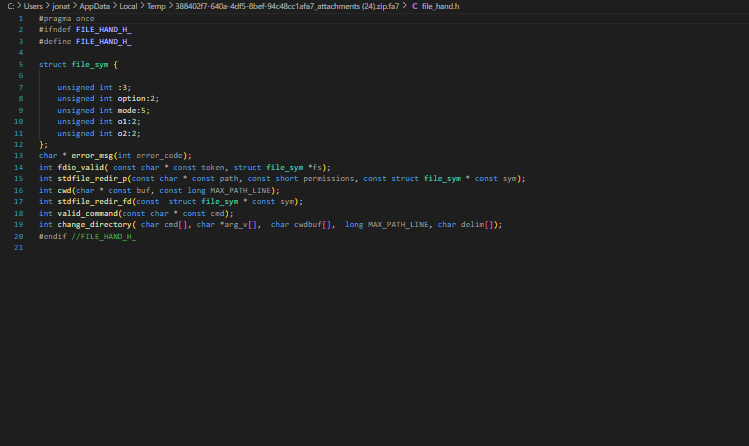 C: > Users > jonat > AppData > Local > Temp > 388402f7-640a-4df5-8bef-94c48cc1afa7_attachments (24).zip.fa7 > C file_hand.h
1 #pragma once
2 #ifndef FILE_HAND_H_
3 #define FILE_HAND_H_
4
5 struct file_sym {
6
7 unsigned int :3;
8 unsigned int option:2;
9 unsigned int mode:5;
10 unsigned int o1:2;
11 unsigned int o2:2;
12 };
13 char * error_msg(int error_code);
14 int fdio_valid( const char * const token, struct file_sym *fs);
15 int stdfile_redir_p(const char * const path, const short permissions, const struct file_sym * const sym);
16 int cwd(char * const buf, const long MAX_PATH_LINE);
17 int stdfile_redir_fd(const  struct file_sym * const sym);
18 int valid_command(const char * const cmd);
19 int change_directory( char cmd[], char *arg_v[],  char cwdbuf[],  long MAX_PATH_LINE, char delim[]);
20 #endif //FILE_HAND_H_
21